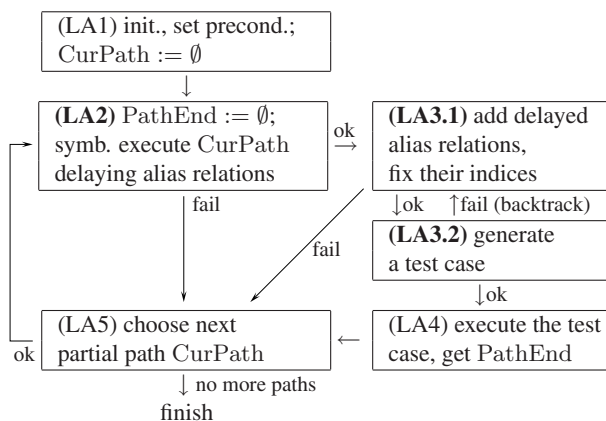 (LA1) init., set precond.;
CurPath := ∅
↓
(LA2) PathEnd := ∅;
symb. execute CurPath
delaying alias relations
ok
→
(LA3.1) add delayed
alias relations,
fix their indices
↓ok ↑fail (backtrack)
fail
fail
(LA3.2) generate
a test case
↓ok
(LA5) choose next
partial path CurPath
ok
←
(LA4) execute the test
case, get PathEnd
↓ no more paths
finish